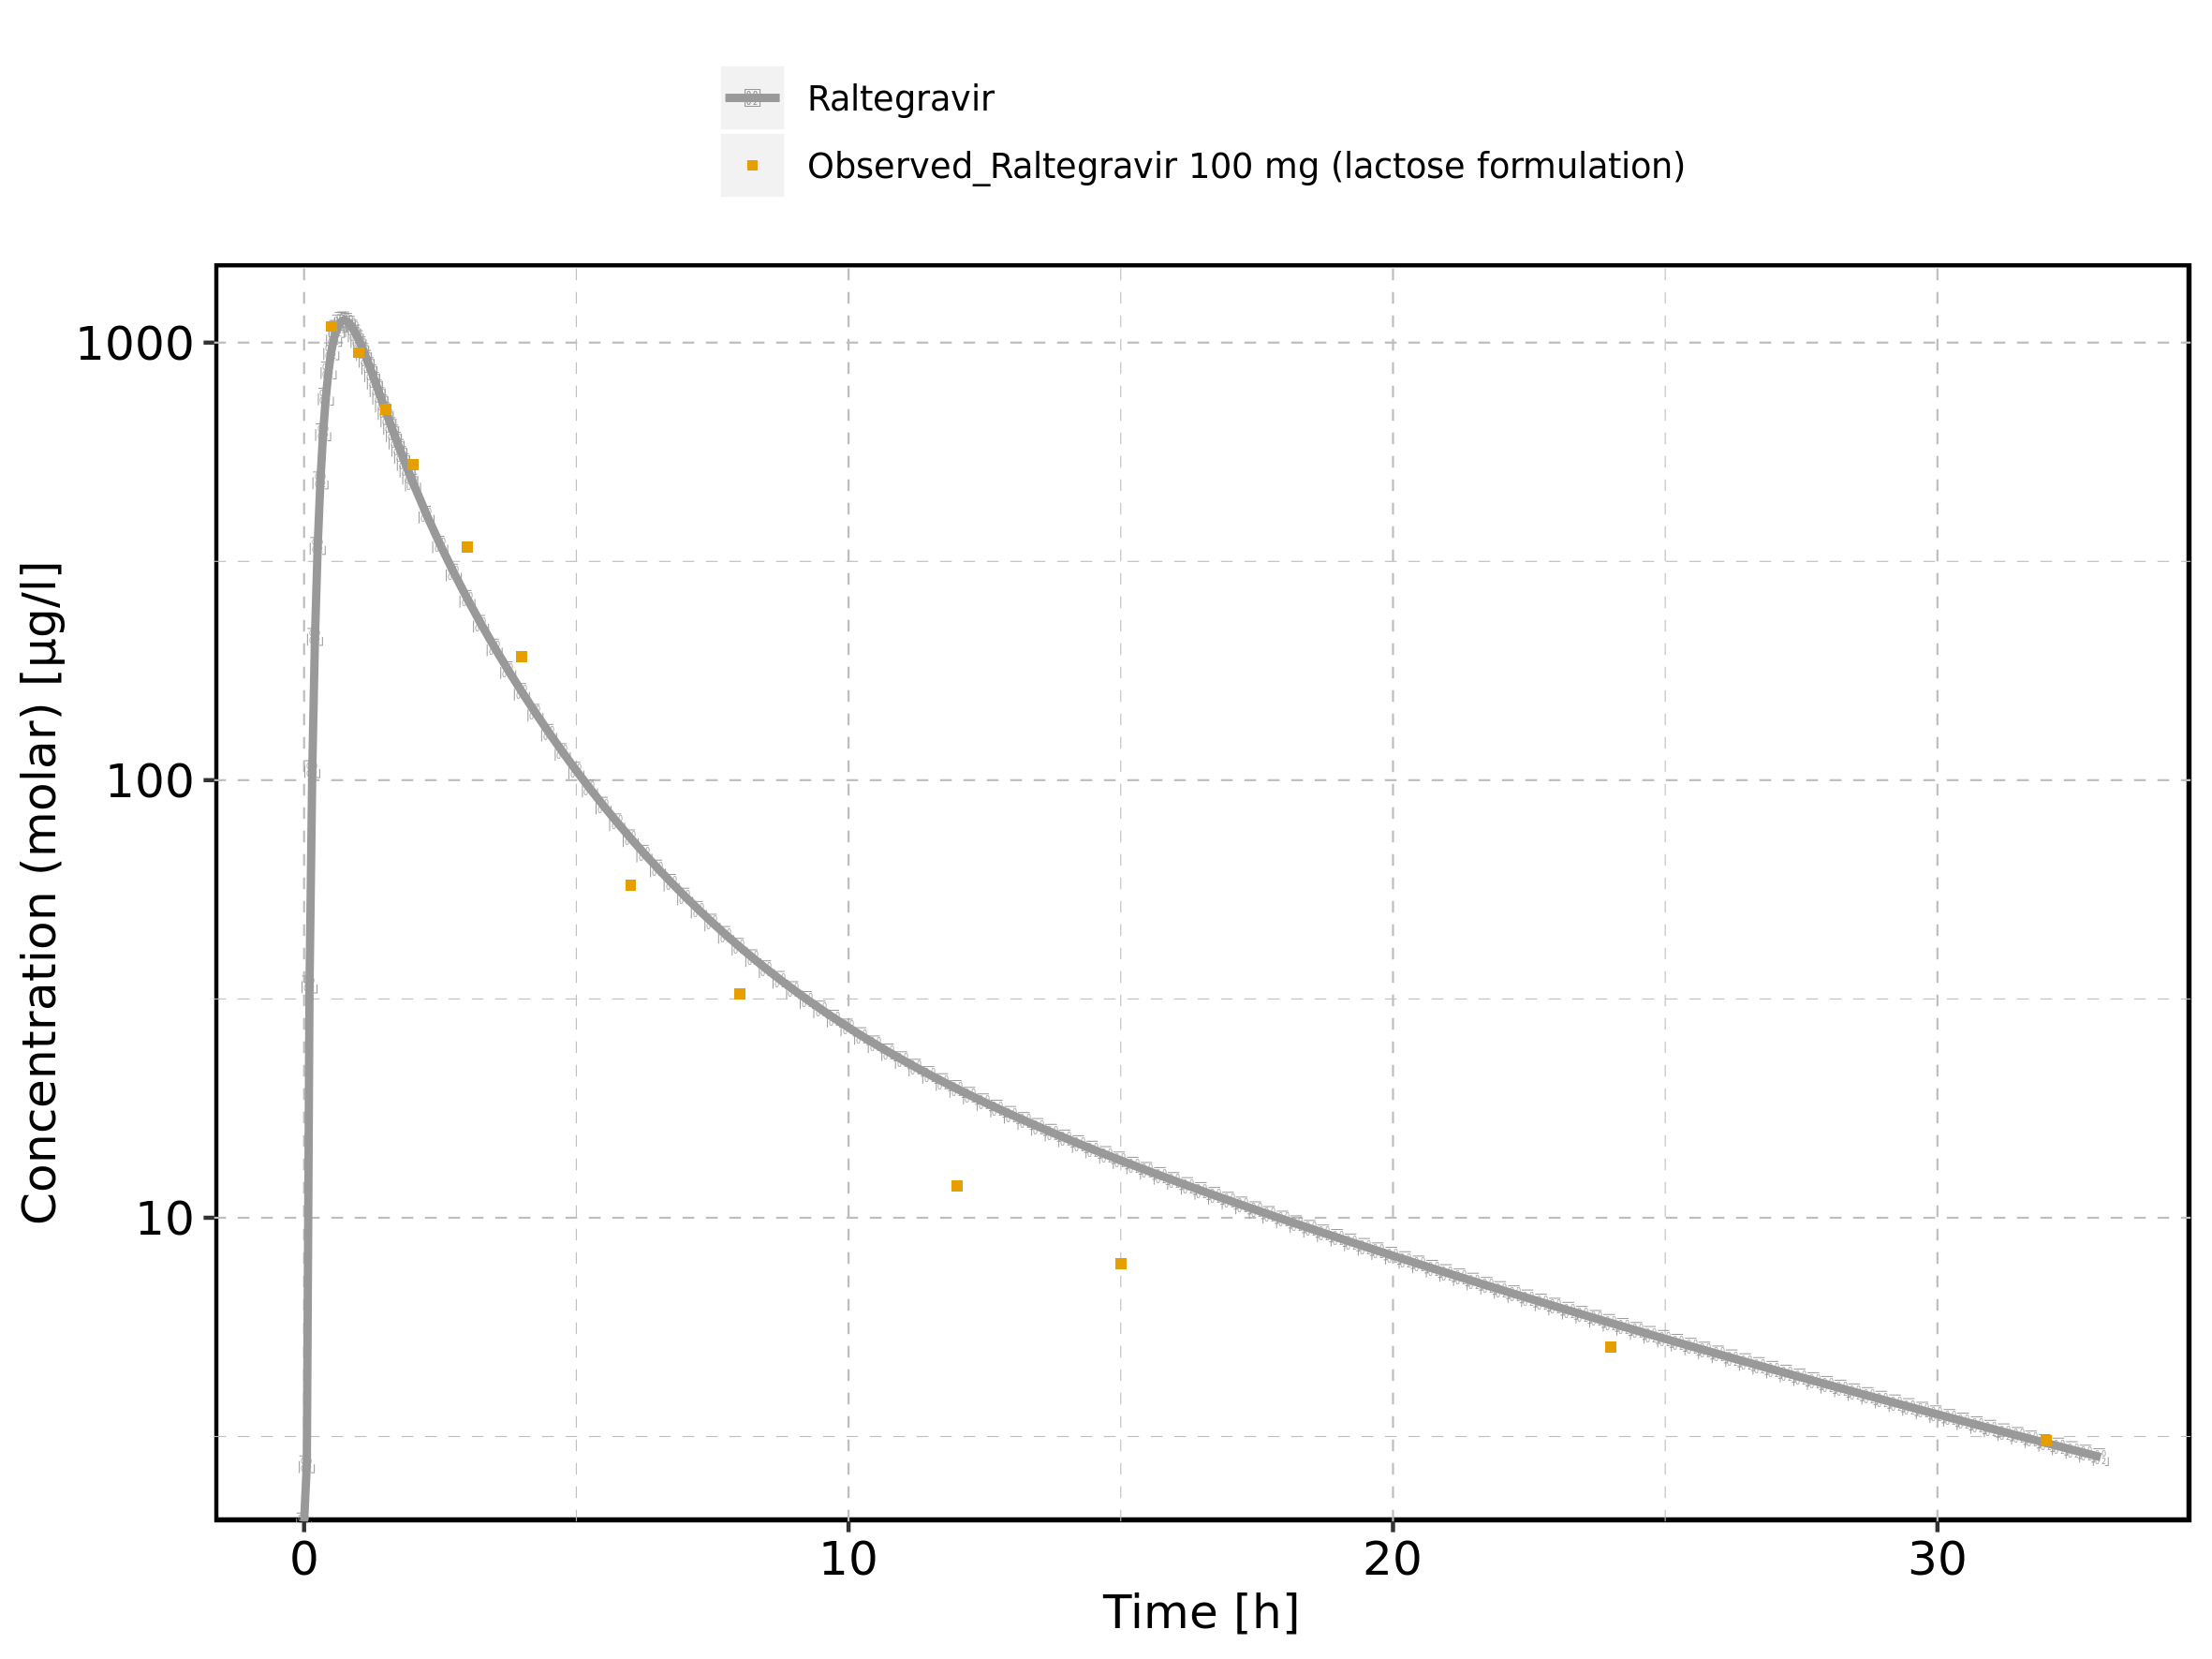 Raltegravir
Observed_Raltegravir 100 mg (lactose formulation)
Concentration (molar) [µg/l]
1000
100
10
0
10
20
30
Time [h]